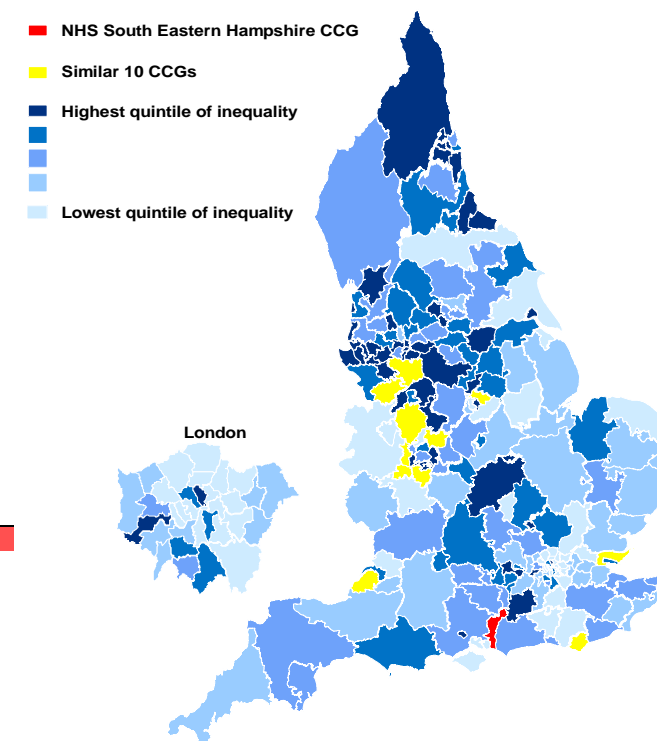 NHS South Eastern Hampshire CCG
Similar 10 CCGs
Highest quintile of inequality
Lowest quintile of inequality
London